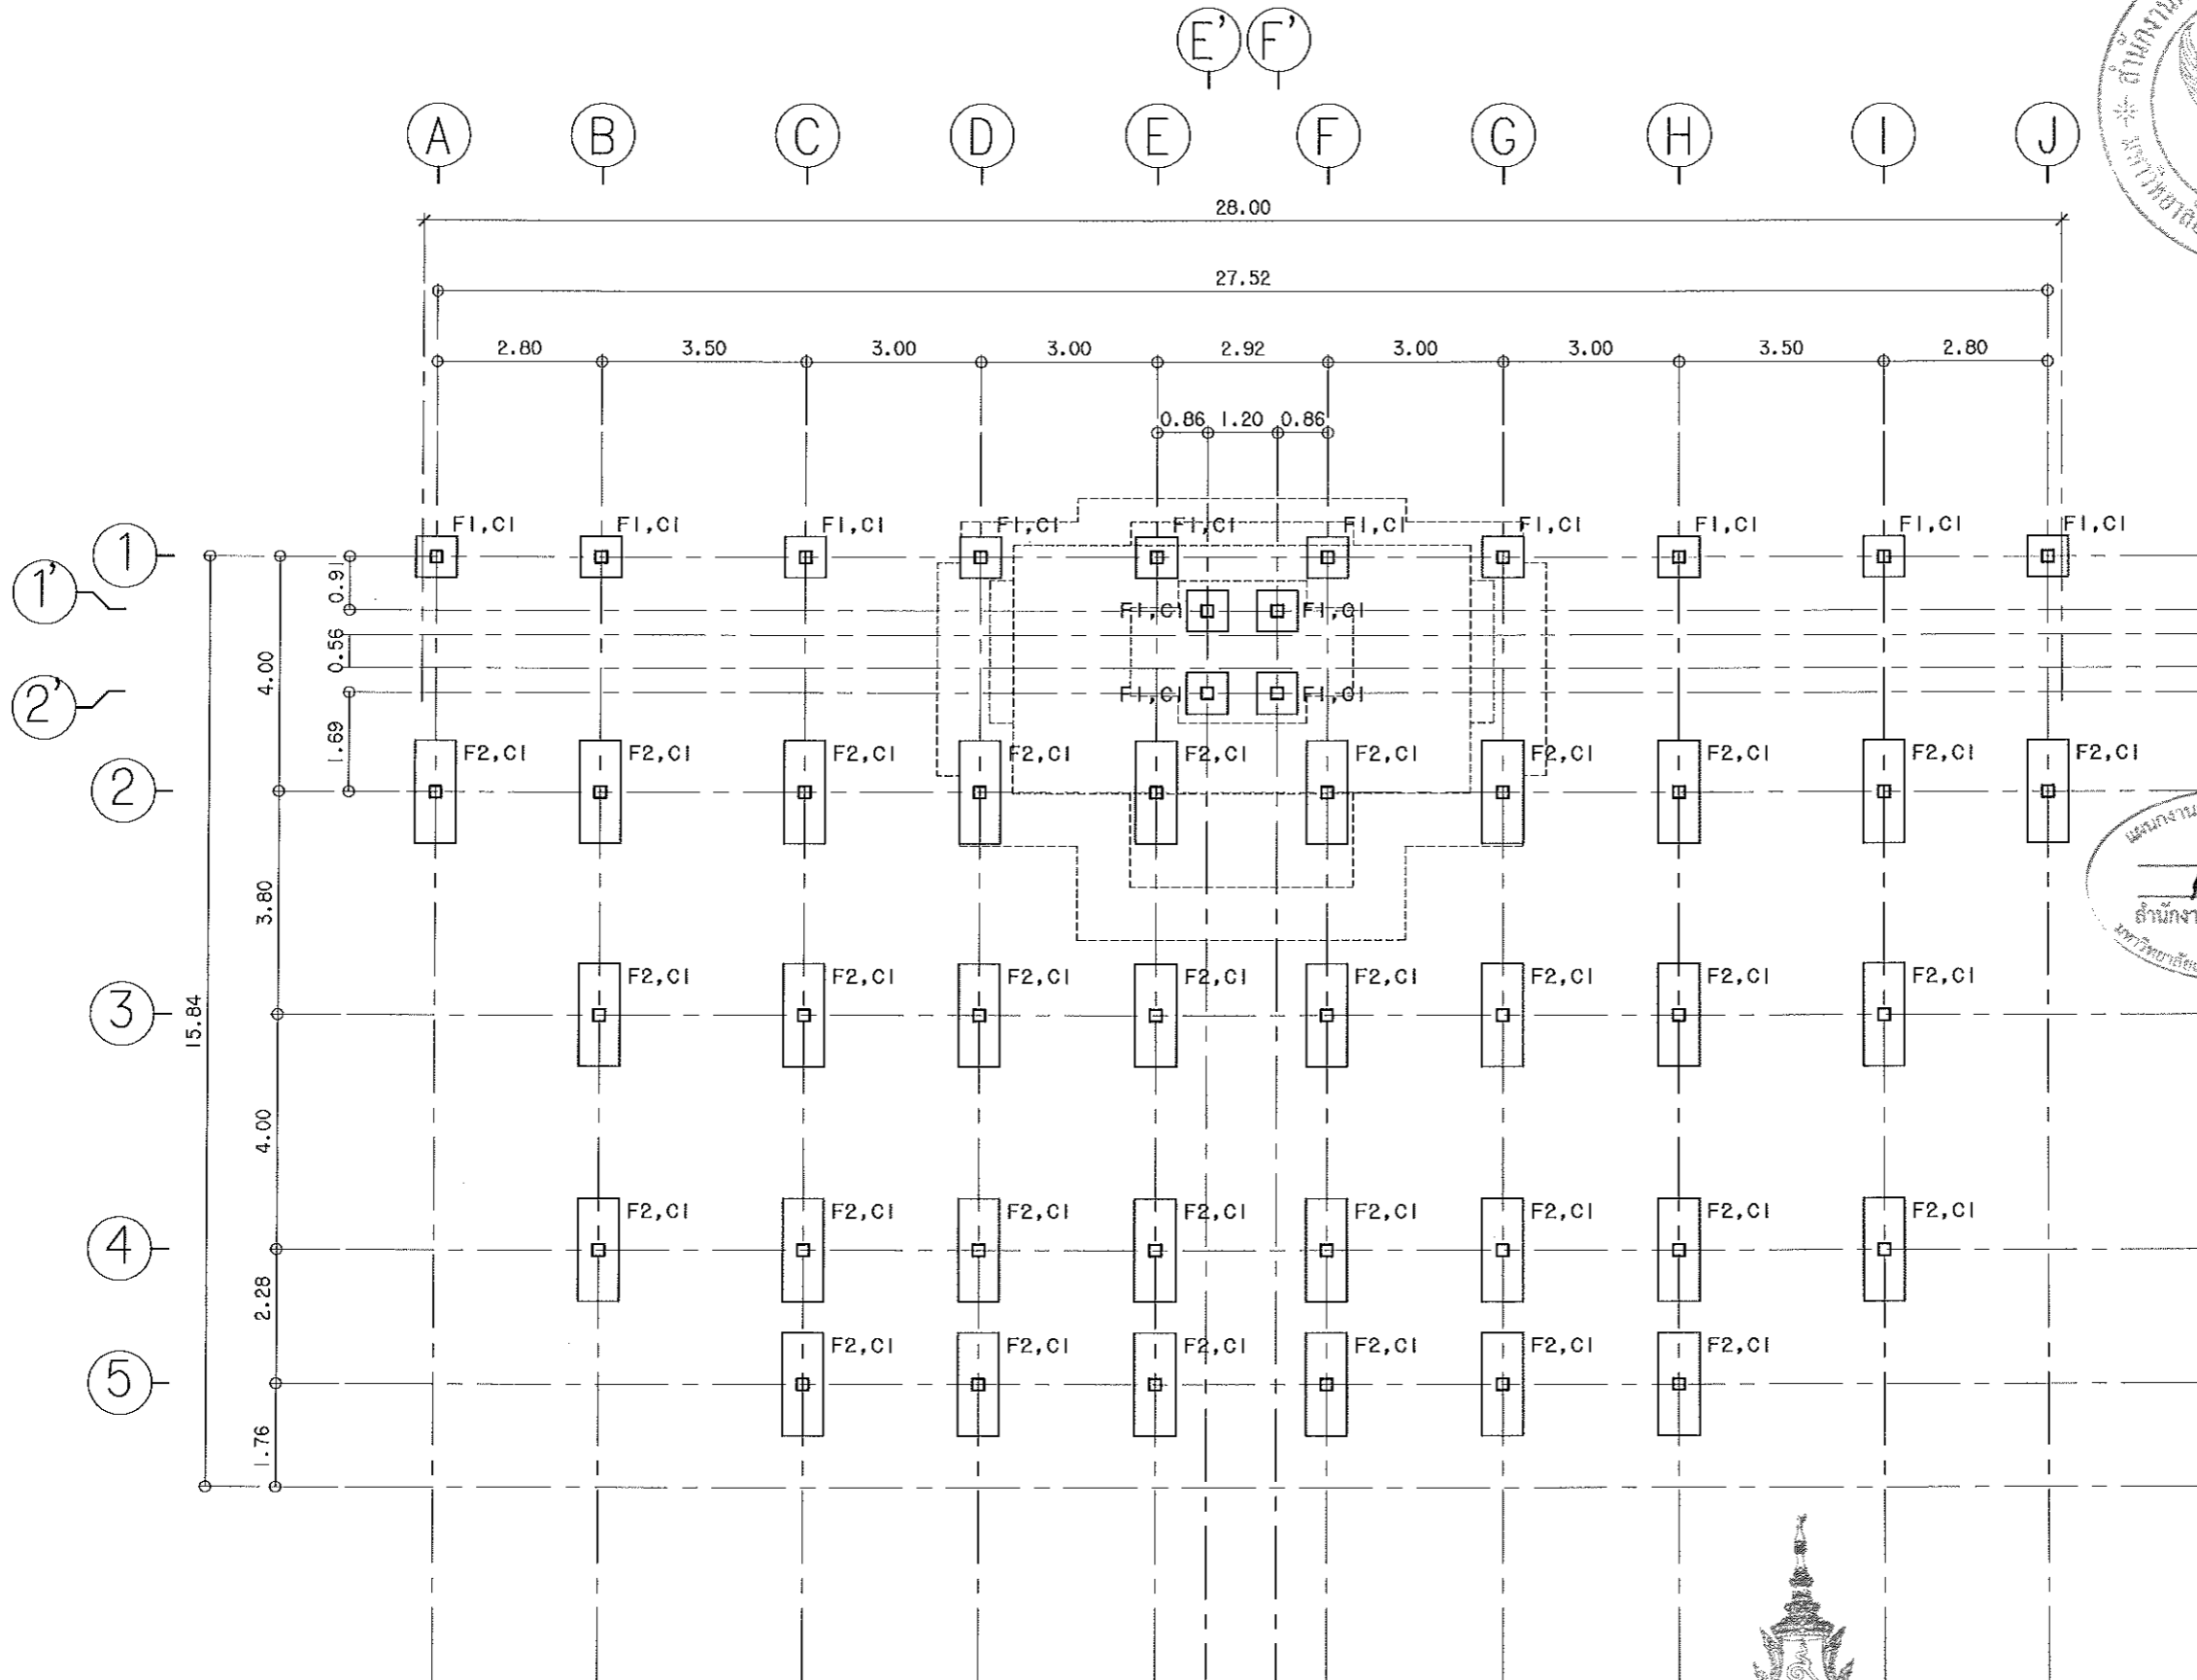 E' F'
A B C D E F G H I J
28.00
27.52
2.80 3.50 3.00 3.00 2.92 3.00 3.00 3.50 2.80
0.86 1.20 0.86
1 F1,C1 F1,C1 F1,C1 F1,C1 F1,C1 F1,C1 F1,C1 F1,C1 F1,C1 F1,C1
1' 0.91 F1,C1 F1,C1
4.00 0.56
2' F1,C1 F1,C1
1.69
2 F2,C1 F2,C1 F2,C1 F2,C1 F2,C1 F2,C1 F2,C1 F2,C1 F2,C1 F2,C1
3.80
3 F2,C1 F2,C1 F2,C1 F2,C1 F2,C1 F2,C1 F2,C1 F2,C1
15.84
4.00
4 F2,C1 F2,C1 F2,C1 F2,C1 F2,C1 F2,C1 F2,C1 F2,C1
2.28
5 F2,C1 F2,C1 F2,C1 F2,C1 F2,C1 F2,C1
1.76